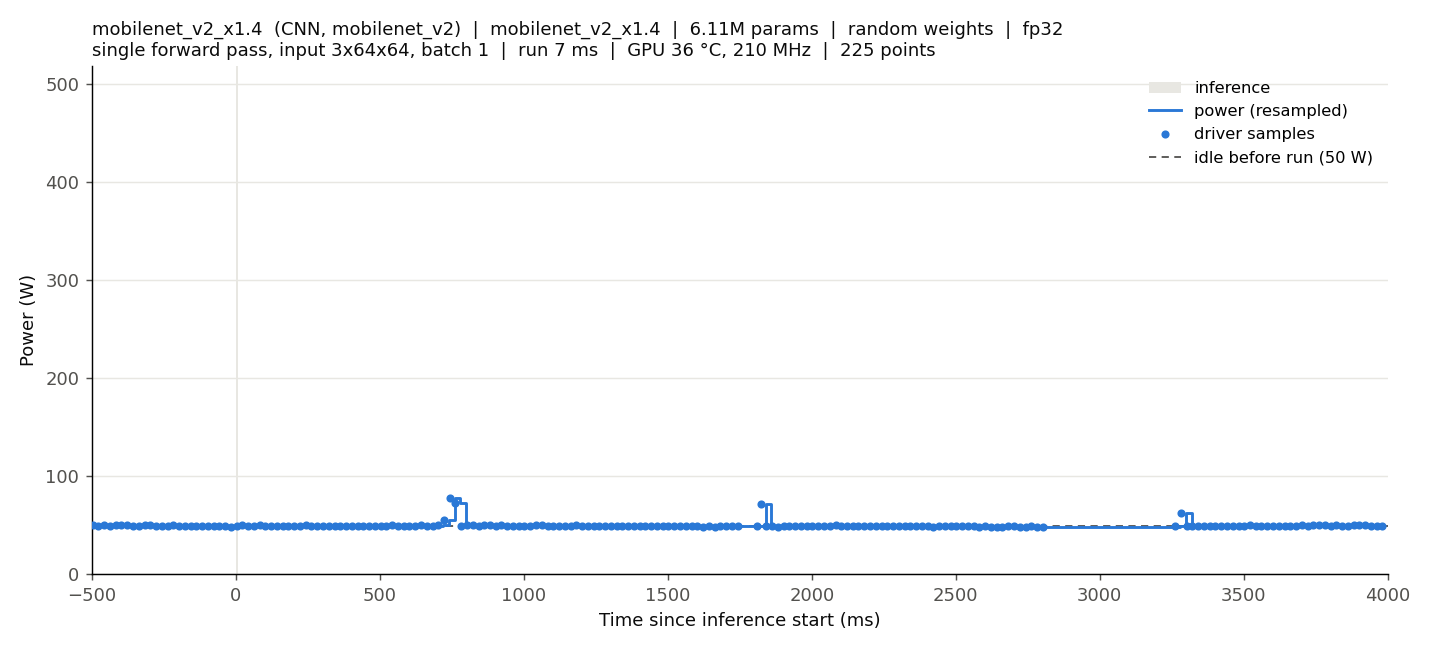 mobilenet_v2_x1.4  (CNN, mobilenet_v2)  |  mobilenet_v2_x1.4  |  6.11M params  |  random weights  |  fp32
single forward pass, input 3x64x64, batch 1  |  run 7 ms  |  GPU 36 °C, 210 MHz  |  225 points
500
400
300
200
100
0
Power (W)
inference
power (resampled)
driver samples
idle before run (50 W)
−500
0
500
1000
1500
2000
2500
3000
3500
4000
Time since inference start (ms)